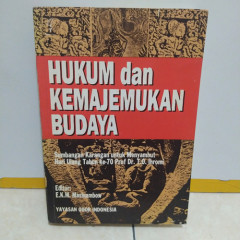 HUKUM dan
KEMAJEMUKAN
BUDAYA
Sumbangan Karangan untuk Menyambut
Hari Ulang Tahun ke-70 Prof Dr. T.O. Ihromi
Editor:
E.K.M. Masinambow
YAYASAN OBOR INDONESIA